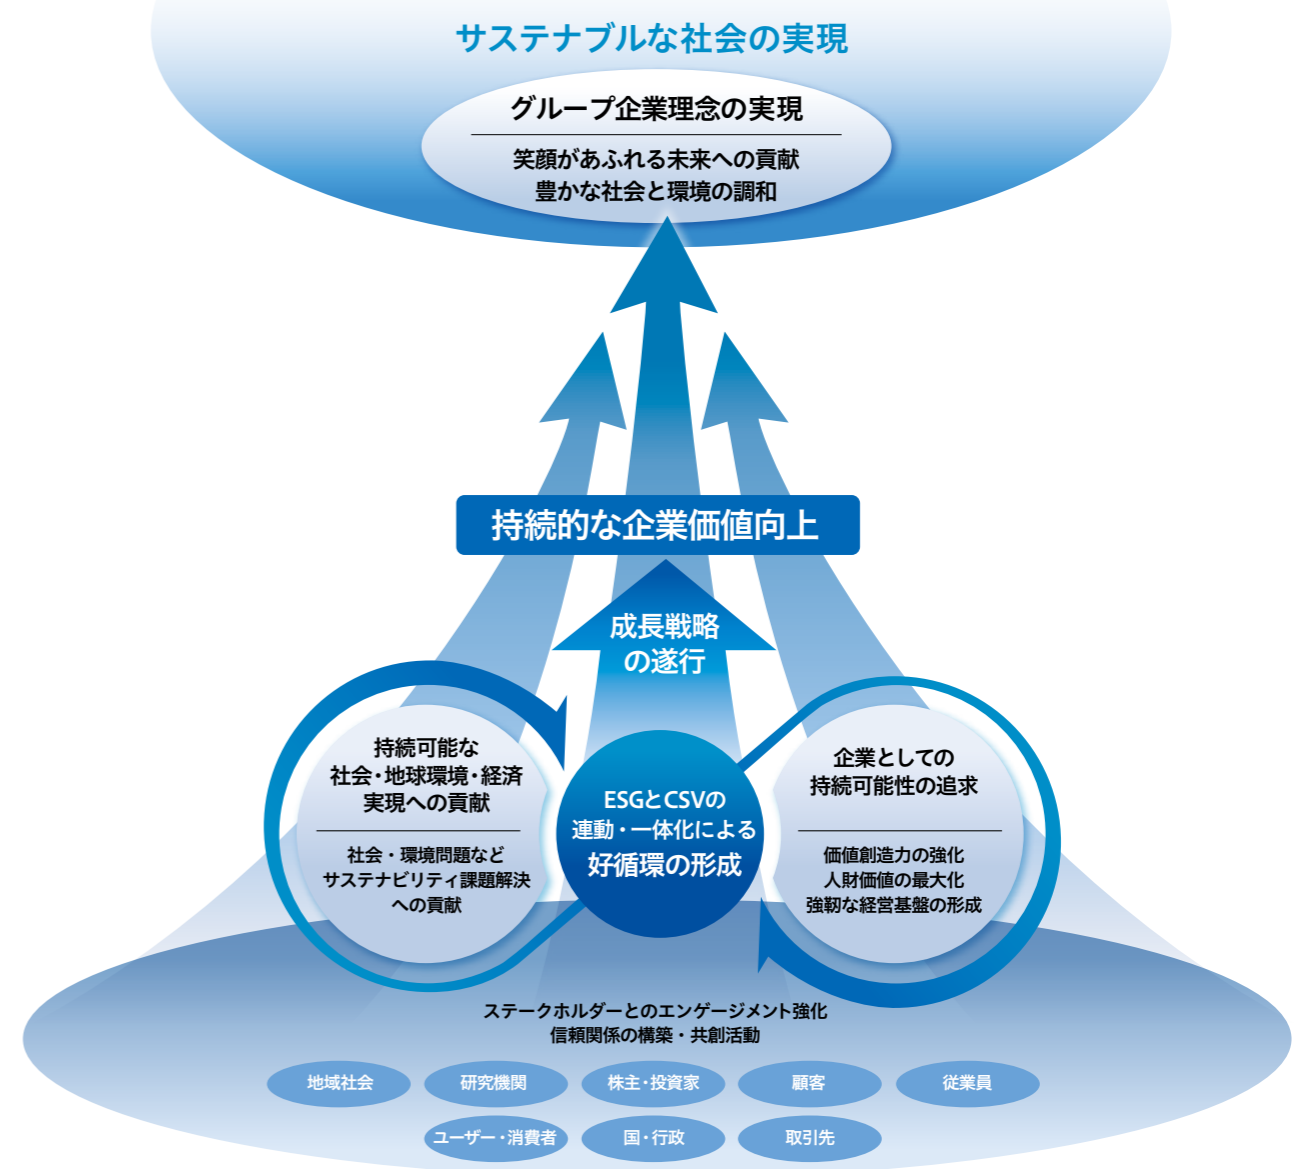 サステナブルな社会の実現
グループ企業理念の実現
笑顔があふれる未来への貢献
豊かな社会と環境の調和
持続的な企業価値向上
成長戦略
の遂行
持続可能な
社会・地球環境・経済
実現への貢献
社会・環境問題など
サステナビリティ課題解決
への貢献
ESGとCSVの
連動・一体化による
好循環の形成
企業としての
持続可能性の追求
価値創造力の強化
人財価値の最大化
強靭な経営基盤の形成
ステークホルダーとのエンゲージメント強化
信頼関係の構築・共創活動
地域社会
研究機関
株主・投資家
顧客
従業員
ユーザー・消費者
国・行政
取引先